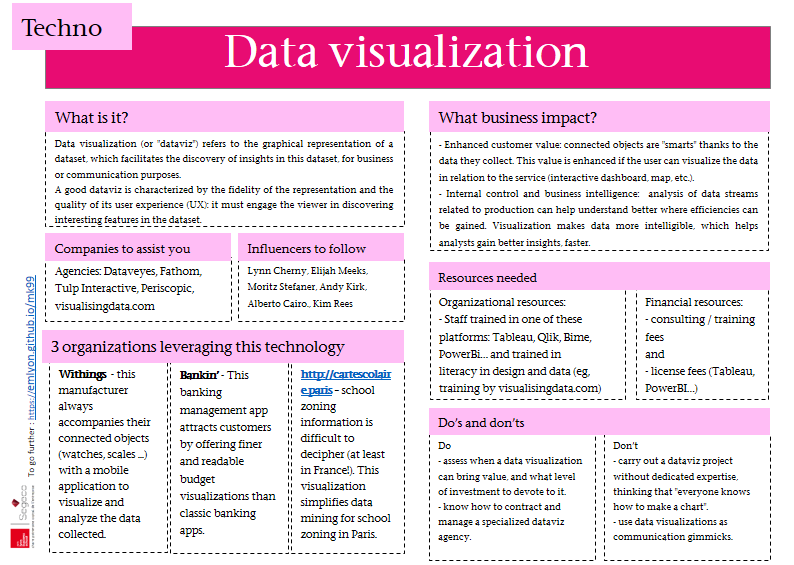 Techno
Data visualization
What is it?
Data visualization (or "dataviz") refers to the graphical representation of a
dataset, which facilitates the discovery of insights in this dataset, for business
or communication purposes.
A good dataviz is characterized by the fidelity of the representation and the
quality of its user experience (UX): it must engage the viewer in discovering
interesting features in the dataset.
Companies to assist you
Agencies: Dataveyes, Fathom,
Tulp Interactive, Periscopic,
visualisingdata.com
Influencers to follow
Lynn Cherny, Elijah Meeks,
Moritz Stefaner, Andy Kirk,
Alberto Cairo., Kim Rees
3 organizations leveraging this technology
Withings - this
manufacturer
always
accompanies their
connected objects
(watches, scales ...)
with a mobile
application to
visualize and
analyze the data
collected.
Bankin' - This
banking
management app
attracts customers
by offering finer
and readable
budget
visualizations than
classic banking
apps.
http://cartescolair
e.paris – school
zoning
information is
difficult to
decipher (at least
in France!). This
visualization
simplifies data
mining for school
zoning in Paris.
What business impact?
- Enhanced customer value: connected objects are "smarts" thanks to the
data they collect. This value is enhanced if the user can visualize the data
in relation to the service (interactive dashboard, map, etc.).
- Internal control and business intelligence: analysis of data streams
related to production can help understand better where efficiencies can
be gained. Visualization makes data more intelligible, which helps
analysts gain better insights, faster.
Resources needed
Organizational resources:
- Staff trained in one of these
platforms: Tableau, Qlik, Bime,
PowerBi... and trained in
literacy in design and data (eg,
training by visualisingdata.com)
Financial resources:
- consulting / training
fees
and
- license fees (Tableau,
PowerBI...)
Do's and don'ts
Do
- assess when a data visualization
can bring value, and what level
of investment to devote to it.
- know how to contract and
manage a specialized dataviz
agency.
Don't
- carry out a dataviz project
without dedicated expertise,
thinking that "everyone knows
how to make a chart".
- use data visualizations as
communication gimmicks.
To go further : https://emlyon.github.io/mk99
Segeco